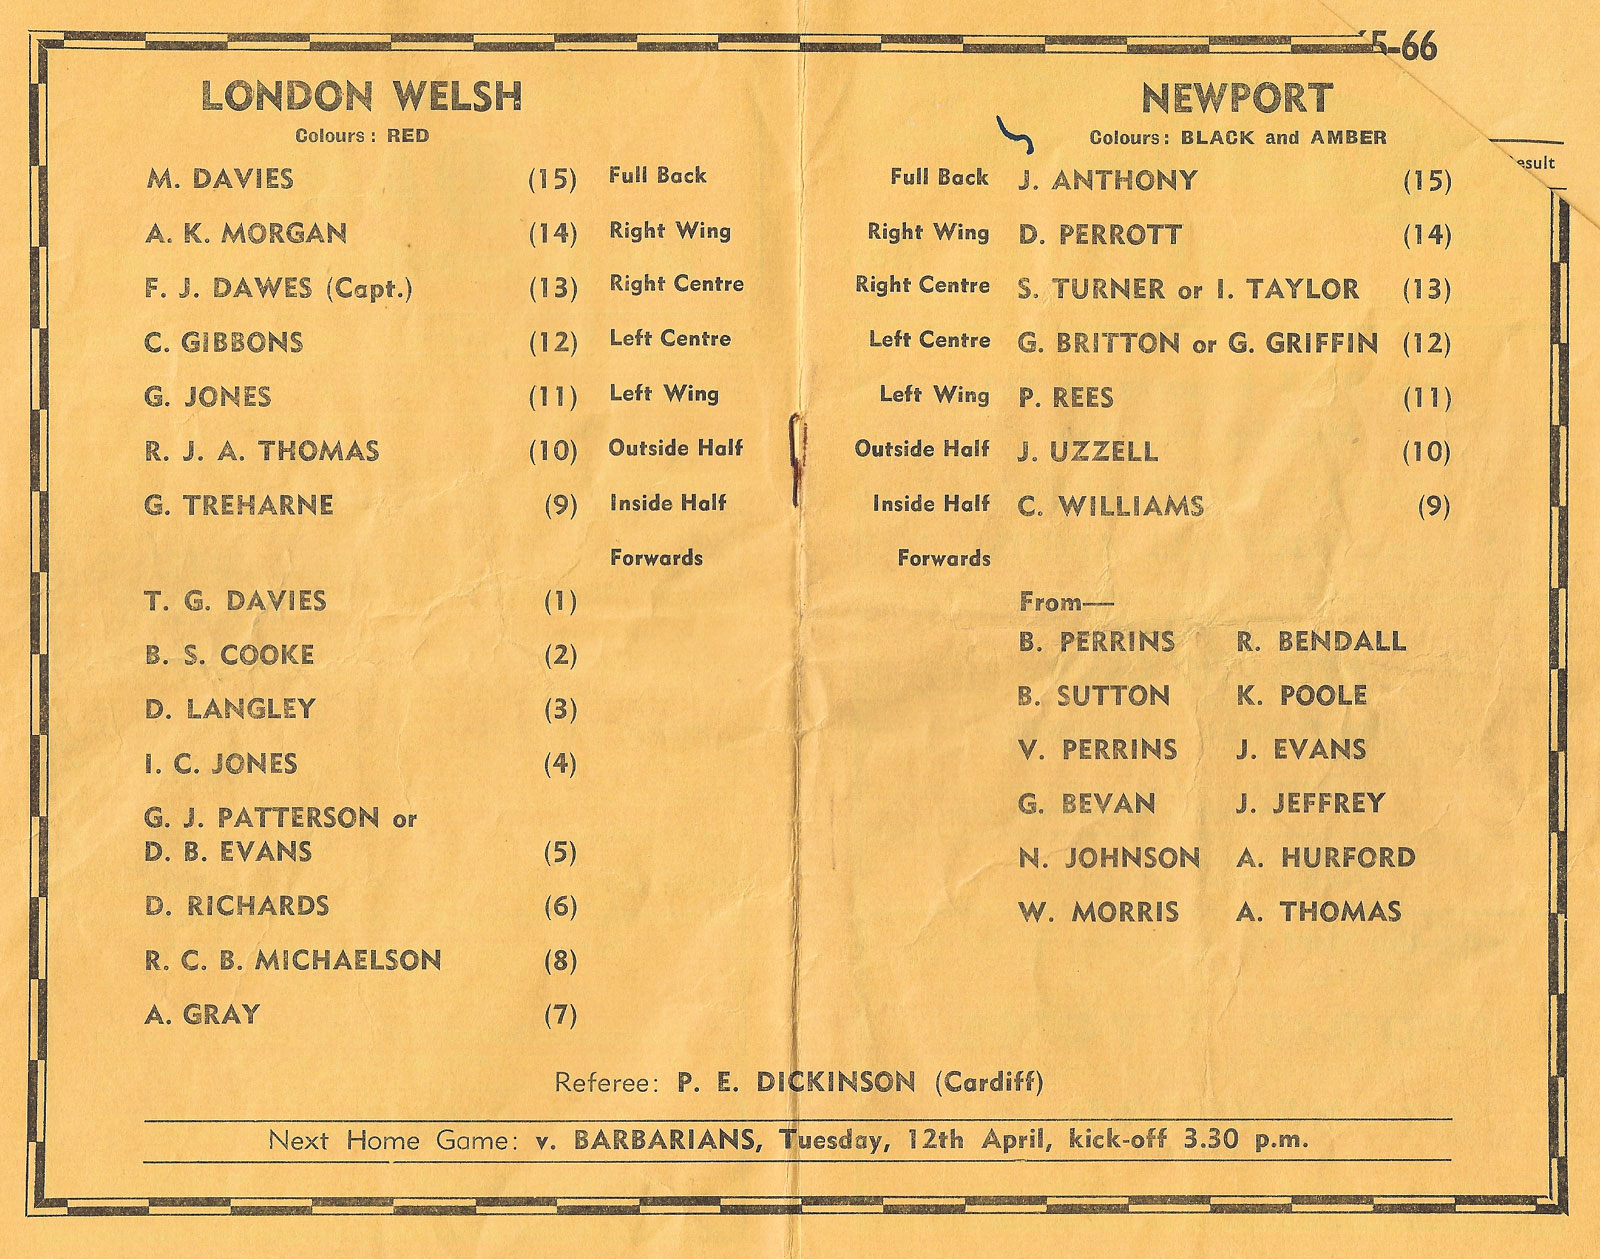 5-66
LONDON WELSH
Colours: RED
M. DAVIES (15) Full Back
A. K. MORGAN (14) Right Wing
F. J. DAWES (Capt.) (13) Right Centre
C. GIBBONS (12) Left Centre
G. JONES (11) Left Wing
R. J. A. THOMAS (10) Outside Half
G. TREHARNE (9) Inside Half
Forwards
T. G. DAVIES (1)
B. S. COOKE (2)
D. LANGLEY (3)
I. C. JONES (4)
G. J. PATTERSON or
D. B. EVANS (5)
D. RICHARDS (6)
R. C. B. MICHAELSON (8)
A. GRAY (7)
NEWPORT
Colours: BLACK and AMBER
Full Back J. ANTHONY (15)
Right Wing D. PERROTT (14)
Right Centre S. TURNER or I. TAYLOR (13)
Left Centre G. BRITTON or G. GRIFFIN (12)
Left Wing P. REES (11)
Outside Half J. UZZELL (10)
Inside Half C. WILLIAMS (9)
Forwards
From—
B. PERRINS R. BENDALL
B. SUTTON K. POOLE
V. PERRINS J. EVANS
G. BEVAN J. JEFFREY
N. JOHNSON A. HURFORD
W. MORRIS A. THOMAS
esult
Referee: P. E. DICKINSON (Cardiff)
Next Home Game: v. BARBARIANS, Tuesday, 12th April, kick-off 3.30 p.m.